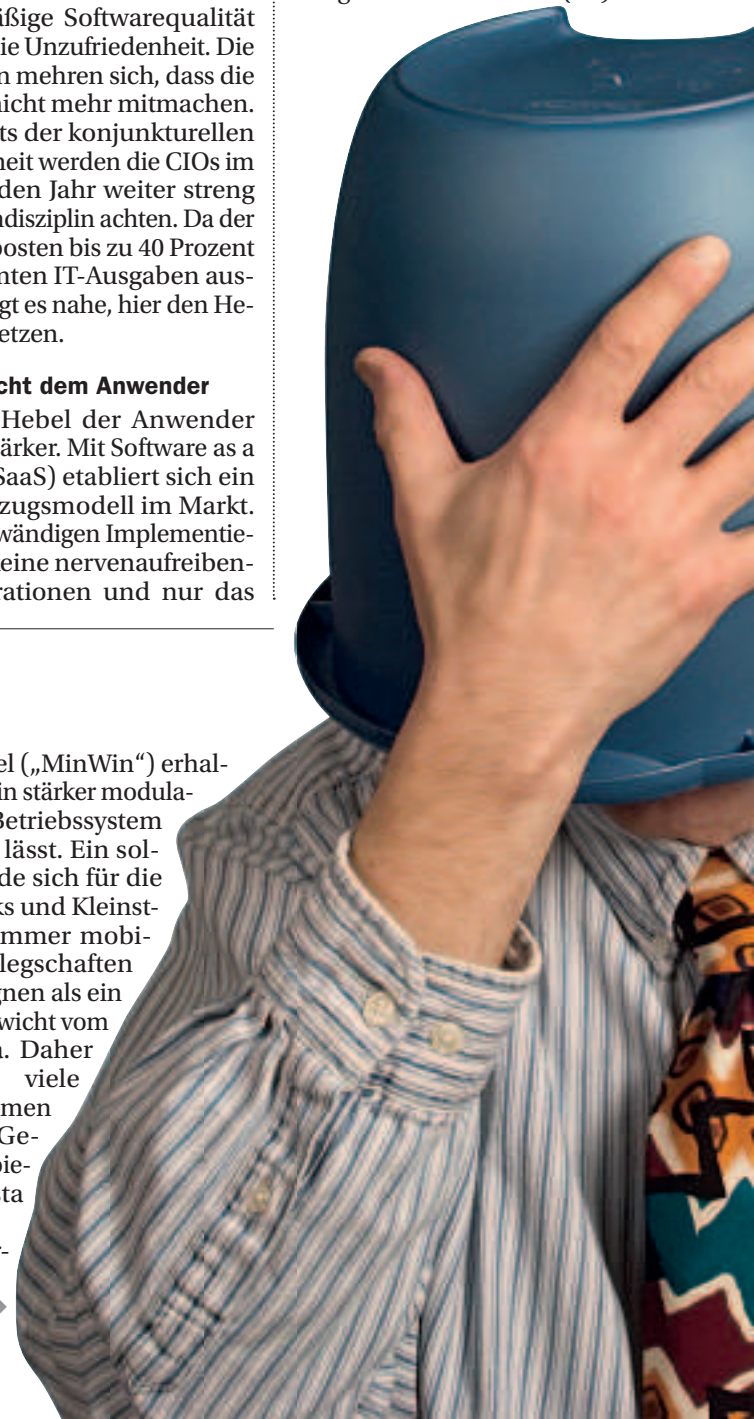 äßige Softwarequalität
ie Unzufriedenheit. Die
n mehren sich, dass die
nicht mehr mitmachen.
ts der konjunkturellen
heit werden die CIOs im
den Jahr weiter streng
ndisziplin achten. Da der
posten bis zu 40 Prozent
mten IT-Ausgaben aus-
gt es nahe, hier den He-
etzen.
cht dem Anwender
Hebel der Anwender
ärker. Mit Software as a
SaaS) etabliert sich ein
zugsmodell im Markt.
wändigen Implementie-
eine nervenaufreiben-
rationen und nur das
el („MinWin“) erhal-
in stärker modula-
Betriebssystem
lässt. Ein sol-
de sich für die
ks und Kleinst-
mmer mobi-
legschaften
gnen als ein
wicht vom
a. Daher
viele
men
Ge-
pie-
sta
r-